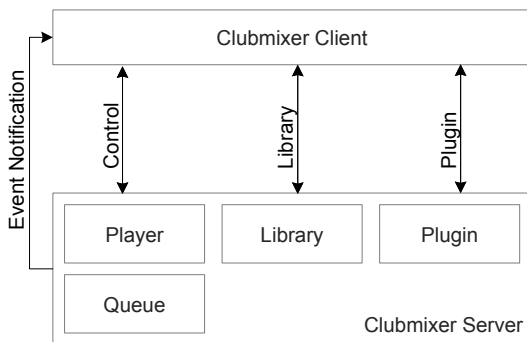 Clubmixer Client
Event Notification
Control
Library
Plugin
Player
Library
Plugin
Queue
Clubmixer Server